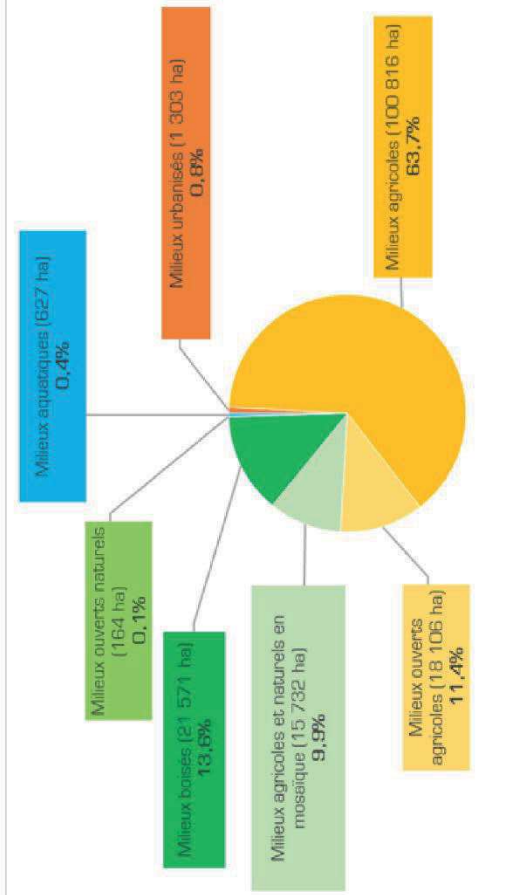 Milieux aquatiques (627 ha)
0,4%
Milieux urbanisés (1 303 ha)
0,8%
Milieux ouverts naturels
(164 ha)
0,1%
Milieux boisés (21 571 ha)
13,6%
Milieux agricoles et naturels en
mosaïque (15 732 ha)
9,9%
Milieux ouverts
agricoles (18 106 ha)
11,4%
Milieux agricoles (100 816 ha)
63,7%